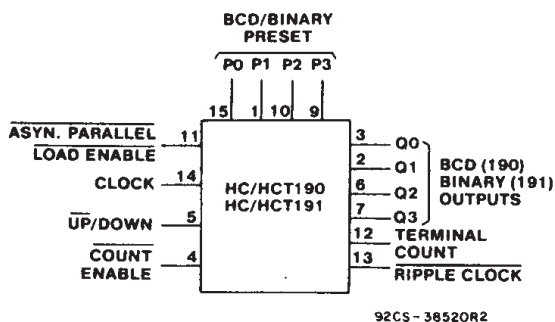 BCD/BINARY
PRESET
P0 P1 P2 P3
15 1 10 9
ASYN. PARALLEL 11
LOAD ENABLE
CLOCK 14
UP/DOWN 5
COUNT 4
ENABLE
HC/HCT190
HC/HCT191
3 Q0
2 Q1
6 Q2
7 Q3
BCD (190)
BINARY (191)
OUTPUTS
12 TERMINAL
COUNT
13 RIPPLE CLOCK
92CS-38520R2